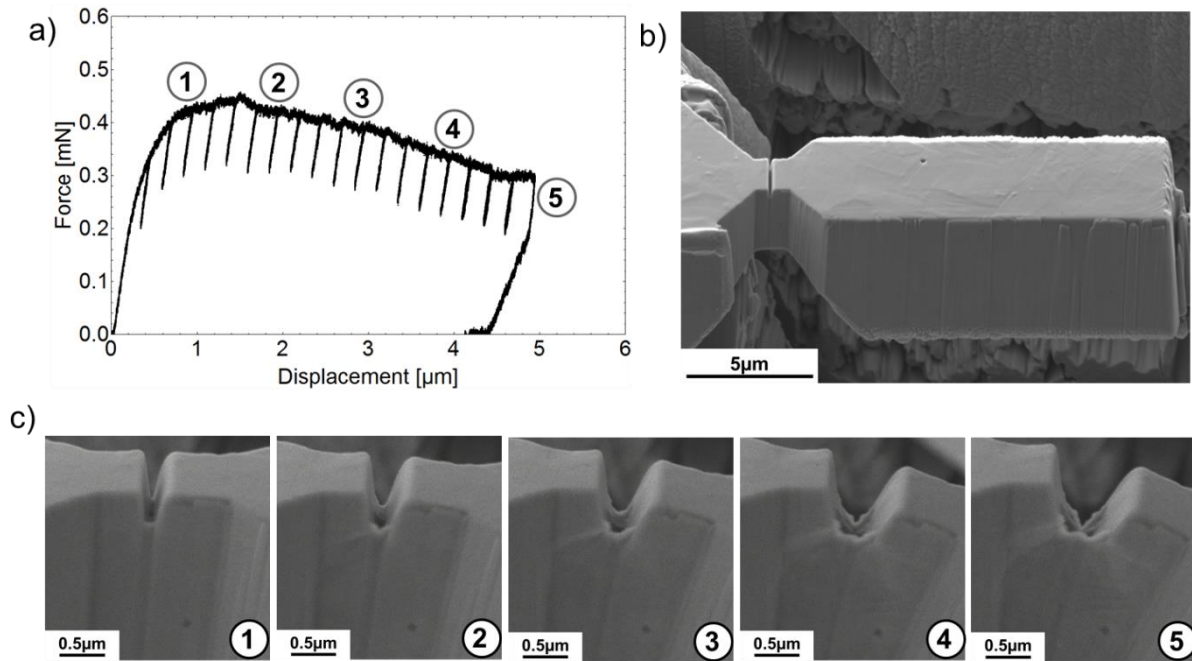 a)
0.6
0.5
0.4
0.3
0.2
0.1
0.0
Force [mN]
1
2
3
4
5
0 1 2 3 4 5 6
Displacement [µm]
b)
5µm
c)
0.5µm 1
0.5µm 2
0.5µm 3
0.5µm 4
0.5µm 5